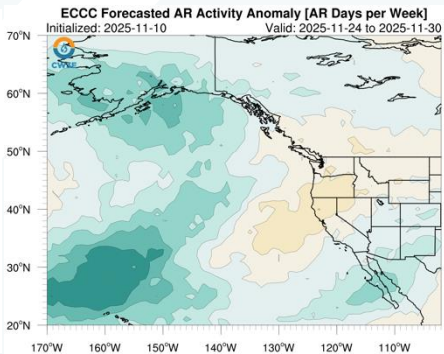 ECCC Forecasted AR Activity Anomaly [AR Days per Week]
Initialized: 2025-11-10 Valid: 2025-11-24 to 2025-11-30
70°N
60°N
50°N
40°N
30°N
20°N
170°W 160°W 150°W 140°W 130°W 120°W 110°W